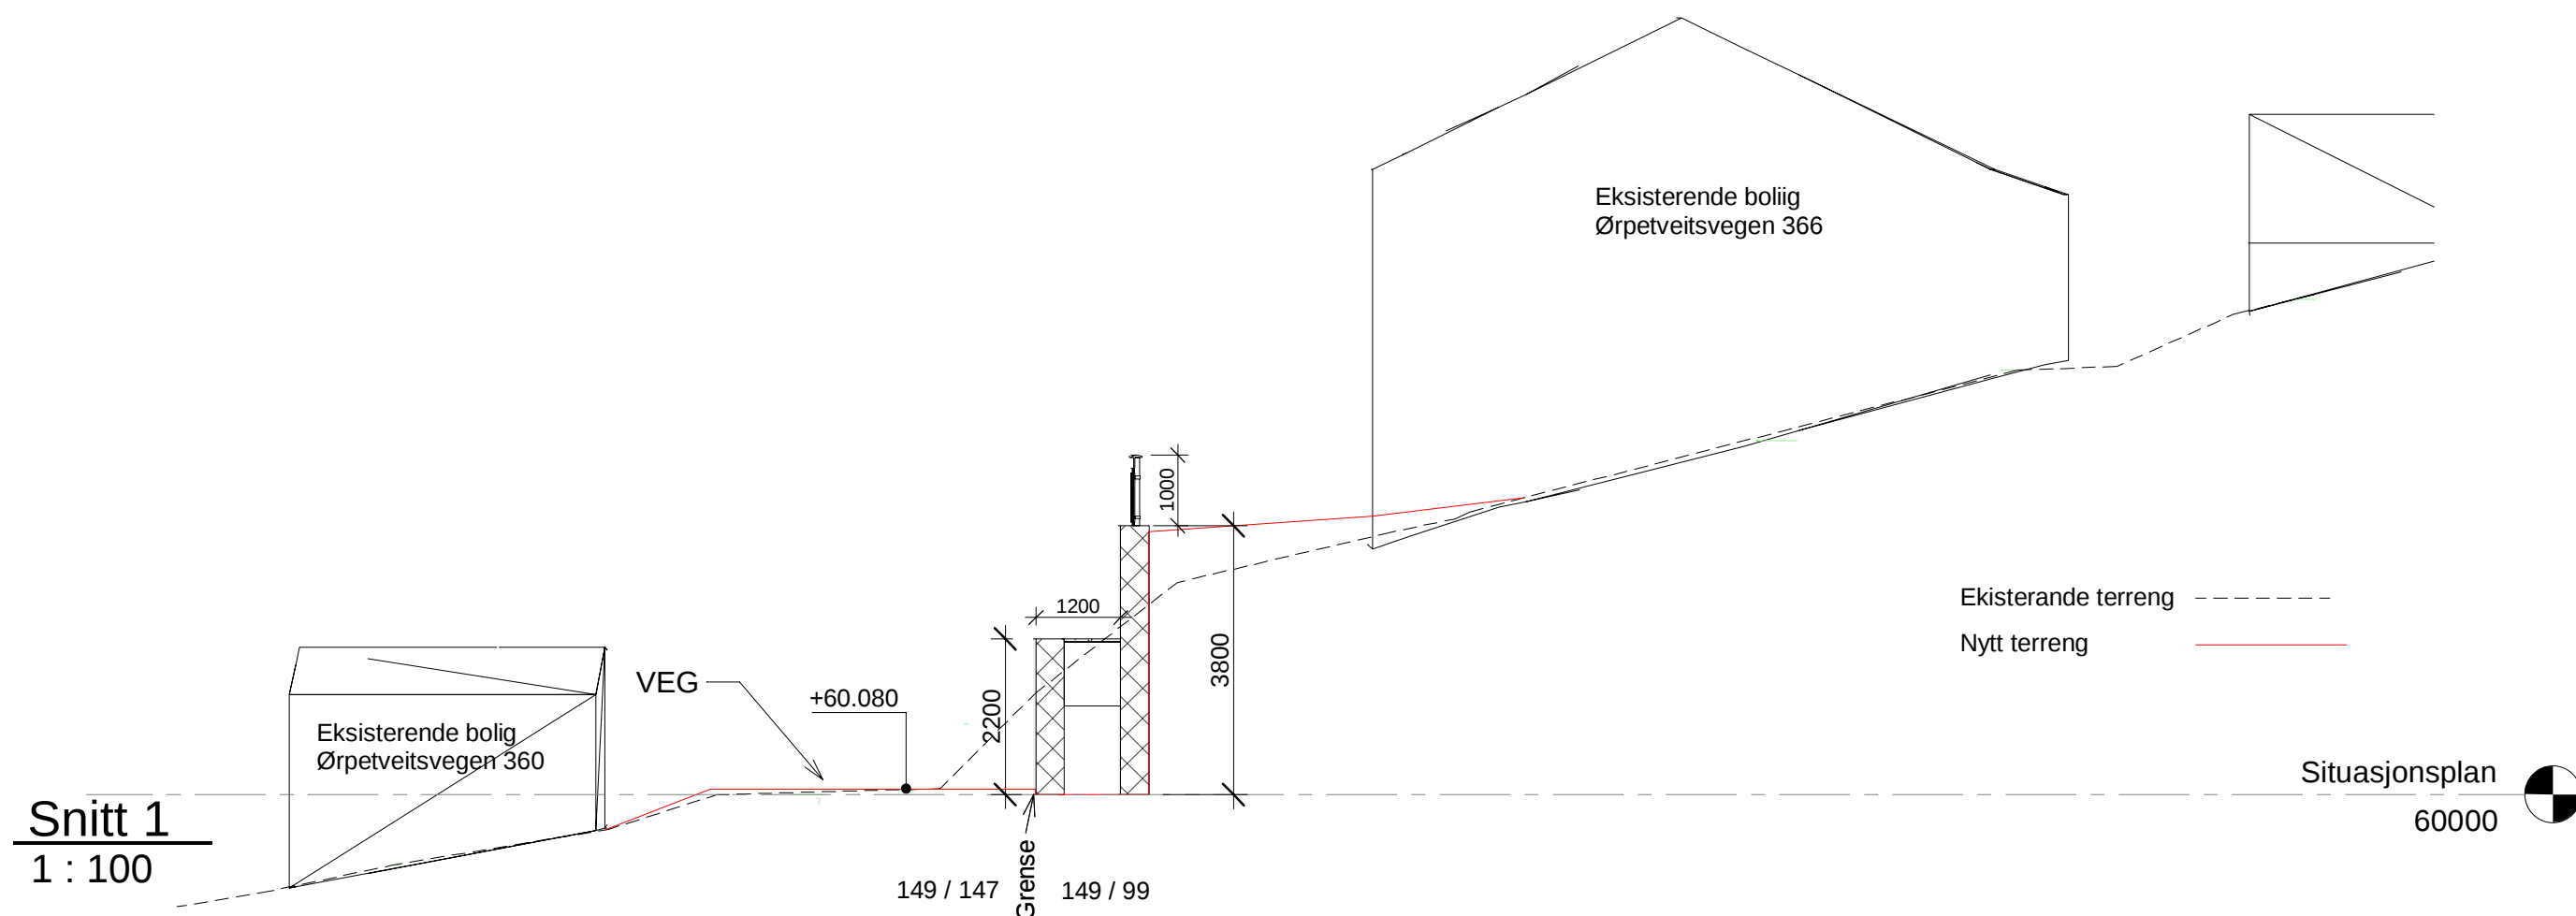 Eksisterende boliig
Ørpetveitsvegen 366
1000
1200
Ekisterande terreng
Nytt terreng
3800
2200
VEG
+60.080
Eksisterende bolig
Ørpetveitsvegen 360
Situasjonsplan
60000
Snitt 1
1 : 100
Grense
149 / 147
149 / 99